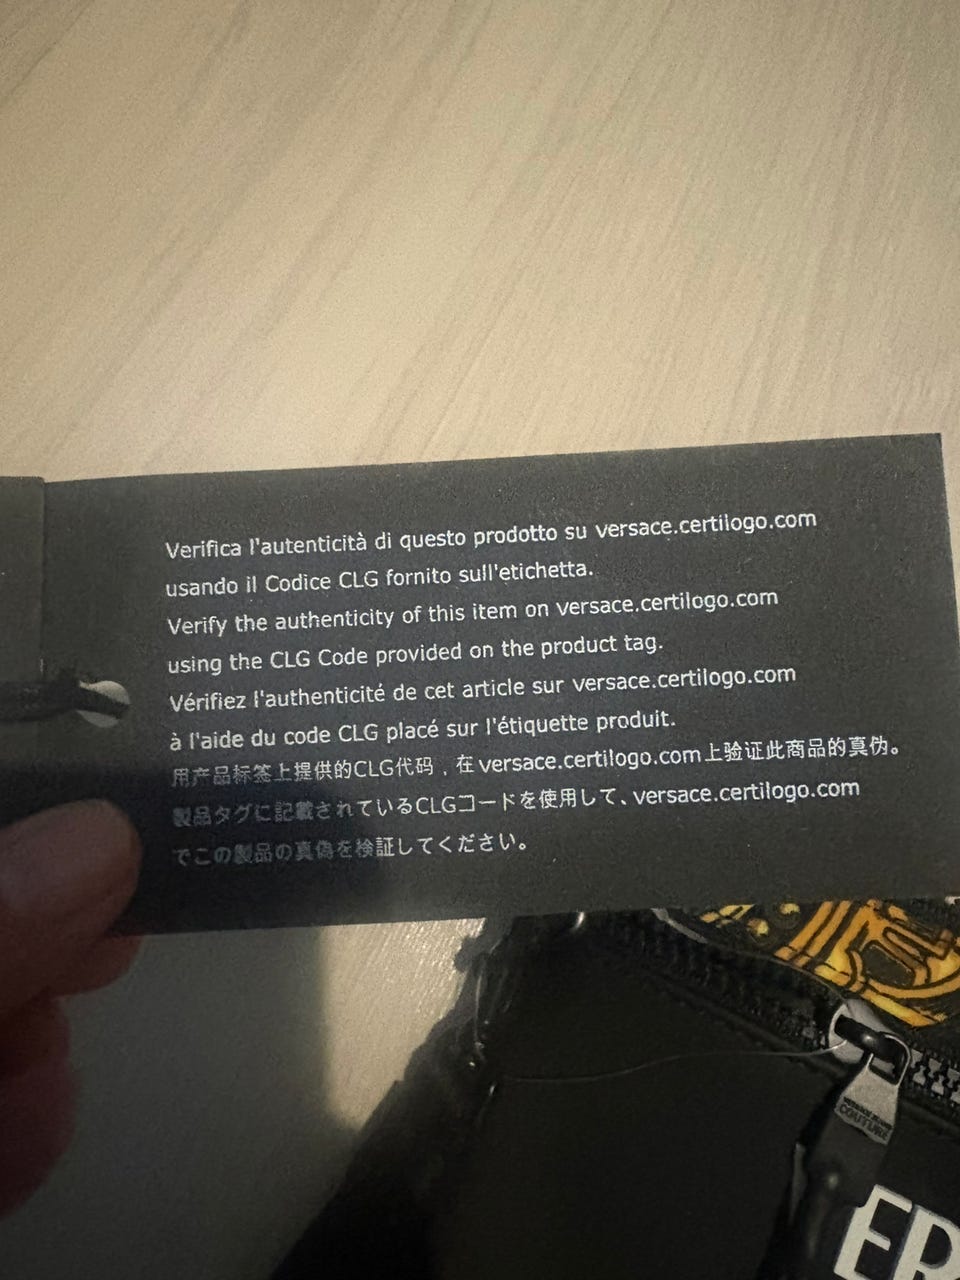 Verifica l'autenticità di questo prodotto su versace.certilogo.com
usando il Codice CLG fornito sull'etichetta.
Verify the authenticity of this item on versace.certilogo.com
using the CLG Code provided on the product tag.
Vérifiez l'authenticité de cet article sur versace.certilogo.com
à l'aide du code CLG placé sur l'étiquette produit.
用产品标签上提供的CLG代码，在versace.certilogo.com上验证此商品的真伪。
製品タグに記載されているCLGコードを使用して、versace.certilogo.com
でこの製品の真偽を検証してください。
COUTURE
ER